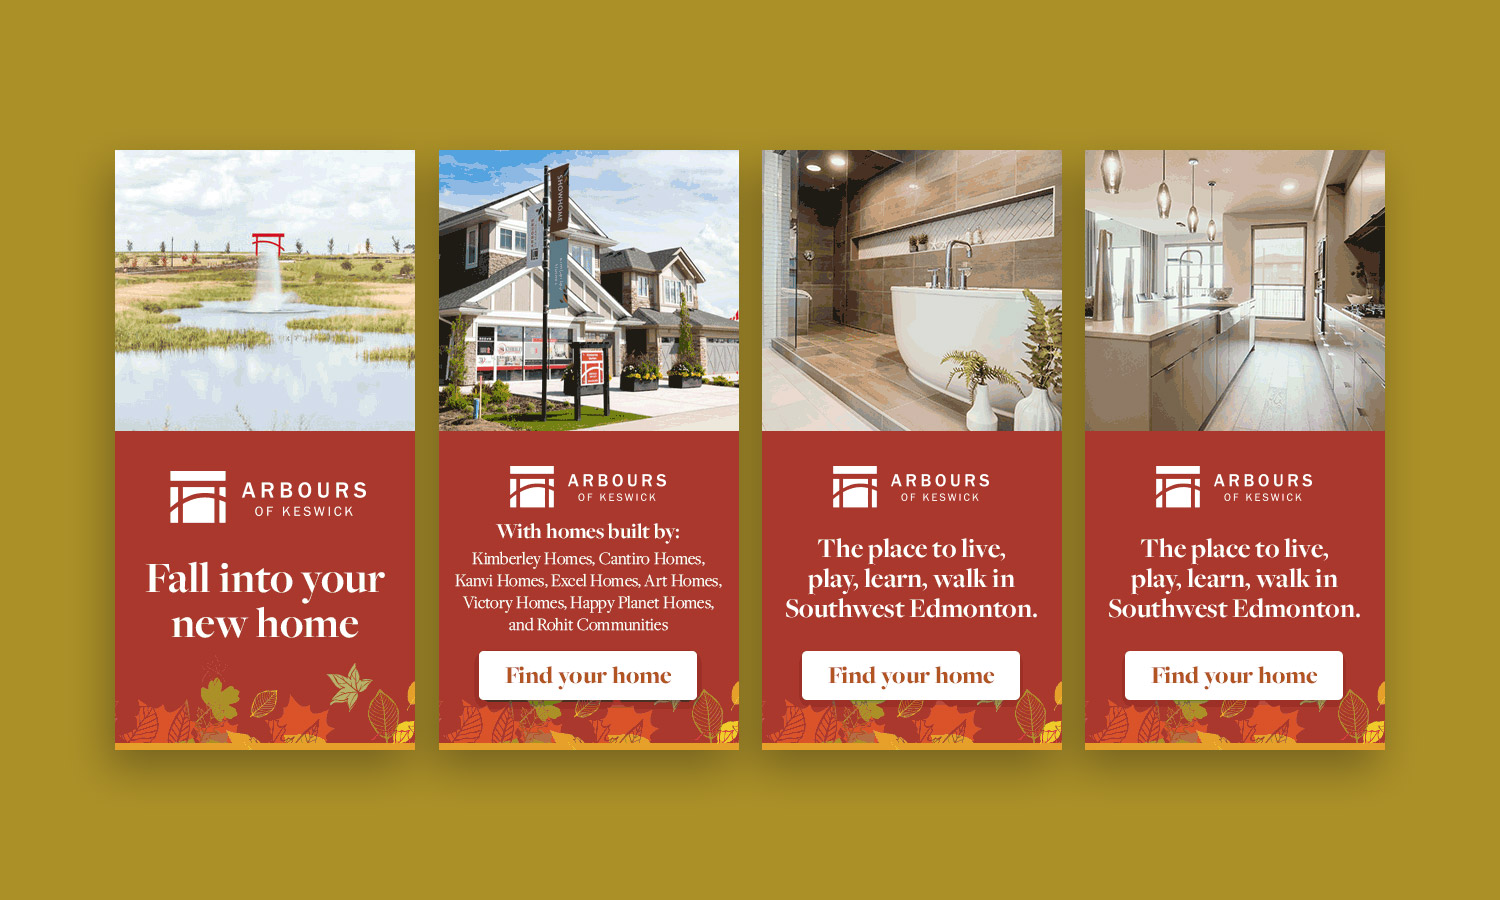 ARBOURS
OF KESWICK
Fall into your
new home
SHOWHOME
ARBOURS
OF KESWICK
With homes built by:
Kimberley Homes, Cantiro Homes,
Kanvi Homes, Excel Homes, Art Homes,
Victory Homes, Happy Planet Homes,
and Rohit Communities
Find your home
ARBOURS
OF KESWICK
The place to live,
play, learn, walk in
Southwest Edmonton.
Find your home
ARBOURS
OF KESWICK
The place to live,
play, learn, walk in
Southwest Edmonton.
Find your home